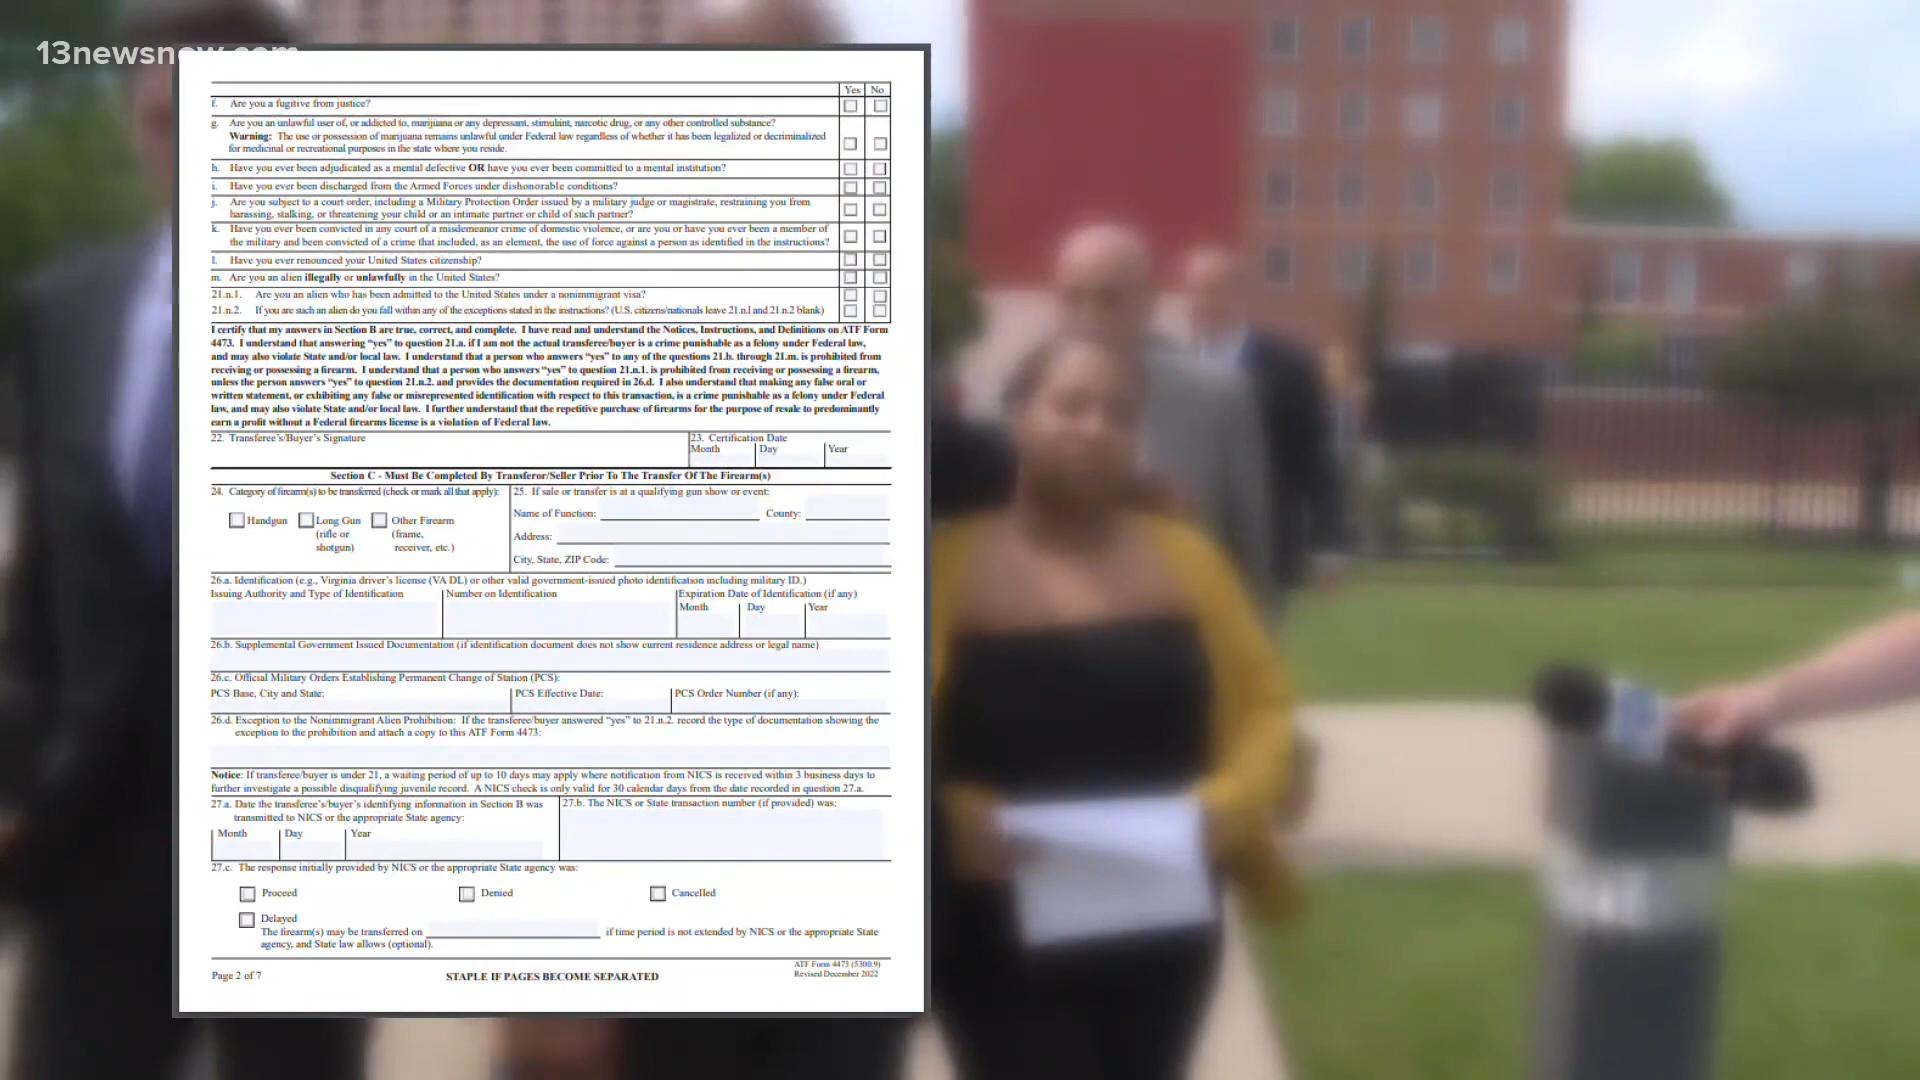 13newsnow.com
Yes No
f. Are you a fugitive from justice?
g. Are you an unlawful user of, or addicted to, marijuana or any depressant, stimulant, narcotic drug, or any other controlled substance?
Warning: The use or possession of marijuana remains unlawful under Federal law regardless of whether it has been legalized or decriminalized
for medicinal or recreational purposes in the state where you reside.
h. Have you ever been adjudicated as a mental defective OR have you ever been committed to a mental institution?
i. Have you ever been discharged from the Armed Forces under dishonorable conditions?
j. Are you subject to a court order, including a Military Protection Order issued by a military judge or magistrate, restraining you from
harassing, stalking, or threatening your child or an intimate partner or child of such partner?
k. Have you ever been convicted in any court of a misdemeanor crime of domestic violence, or are you or have you ever been a member of
the military and been convicted of a crime that included, as an element, the use of force against a person as identified in the instructions?
l. Have you ever renounced your United States citizenship?
m. Are you an alien illegally or unlawfully in the United States?
21.n.1. Are you an alien who has been admitted to the United States under a nonimmigrant visa?
21.n.2. If you are such an alien do you fall within any of the exceptions stated in the instructions? (U.S. citizens/nationals leave 21.n.1 and 21.n.2 blank)
I certify that my answers in Section B are true, correct, and complete. I have read and understand the Notices, Instructions, and Definitions on ATF Form
4473. I understand that answering “yes” to question 21.a. if I am not the actual transferee/buyer is a crime punishable as a felony under Federal law,
and may also violate State and/or local law. I understand that a person who answers “yes” to any of the questions 21.b. through 21.m. is prohibited from
receiving or possessing a firearm. I understand that a person who answers “yes” to question 21.n.1. is prohibited from receiving or possessing a firearm,
unless the person answers “yes” to question 21.n.2. and provides the documentation required in 26.d. I also understand that making any false oral or
written statement, or exhibiting any false or misrepresented identification with respect to this transaction, is a crime punishable as a felony under Federal
law, and may also violate State and/or local law. I further understand that the repetitive purchase of firearms for the purpose of resale to predominantly
earn a profit without a Federal firearms license is a violation of Federal law.
22. Transferee's/Buyer's Signature
23. Certification Date
Month Day Year
Section C - Must Be Completed By Transferor/Seller Prior To The Transfer Of The Firearm(s)
24. Category of firearm(s) to be transferred (check or mark all that apply):
Handgun Long Gun Other Firearm
(rifle or (frame,
shotgun) receiver, etc.)
25. If sale or transfer is at a qualifying gun show or event:
Name of Function: County:
Address:
City, State, ZIP Code:
26.a. Identification (e.g., Virginia driver's license (VA DL) or other valid government-issued photo identification including military ID.)
Issuing Authority and Type of Identification Number on Identification Expiration Date of Identification (if any)
Month Day Year
26.b. Supplemental Government Issued Documentation (if identification document does not show current residence address or legal name)
26.c. Official Military Orders Establishing Permanent Change of Station (PCS):
PCS Base, City and State: PCS Effective Date: PCS Order Number (if any):
26.d. Exception to the Nonimmigrant Alien Prohibition: If the transferee/buyer answered “yes” to 21.n.2. record the type of documentation showing the
exception to the prohibition and attach a copy to this ATF Form 4473:
Notice: If transferee/buyer is under 21, a waiting period of up to 10 days may apply where notification from NICS is received within 3 business days to
further investigate a possible disqualifying juvenile record. A NICS check is only valid for 30 calendar days from the date recorded in question 27.a.
27.a. Date the transferee's/buyer's identifying information in Section B was
transmitted to NICS or the appropriate State agency:
Month Day Year
27.b. The NICS or State transaction number (if provided) was:
27.c. The response initially provided by NICS or the appropriate State agency was:
Proceed Denied Cancelled
Delayed
The firearm(s) may be transferred on if time period is not extended by NICS or the appropriate State
agency, and State law allows (optional).
Page 2 of 7
STAPLE IF PAGES BECOME SEPARATED
ATF Form 4473 (5300.9)
Revised December 2022